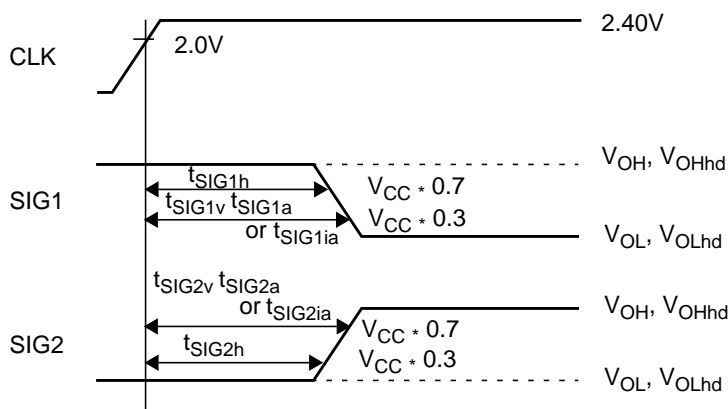 2.40V
CLK
2.0V
VOH, VOHhd
tSIG1h
VCC * 0.7
SIG1
tSIG1v tSIG1a
VCC * 0.3
or tSIG1ia
VOL, VOLhd
tSIG2v tSIG2a
or tSIG2ia
VOH, VOHhd
VCC * 0.7
SIG2
tSIG2h
VCC * 0.3
VOL, VOLhd